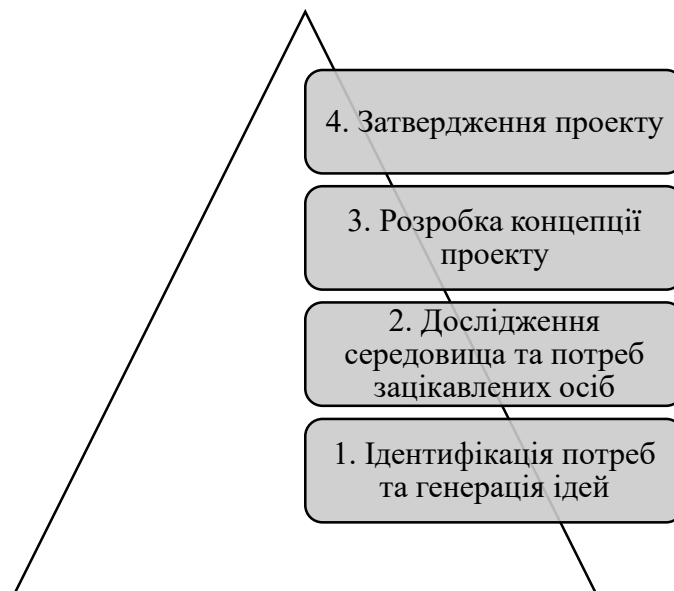 4. Затвердження проекту
3. Розробка концепції
проекту
2. Дослідження
середовища та потреб
зацікавлених осіб
1. Ідентифікація потреб
та генерація ідей